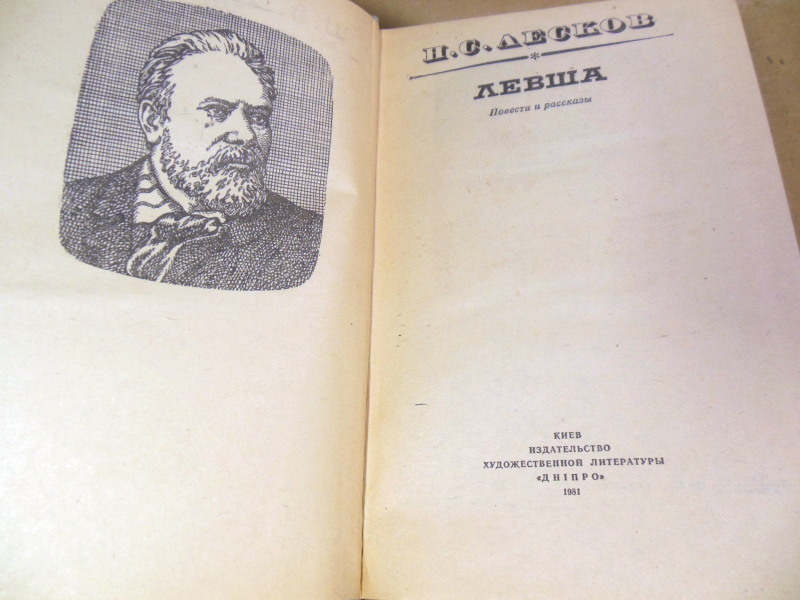 Н.С.ЛЕСКОВ
*
ЛЕВША
Повести и рассказы
КИЕВ
ИЗДАТЕЛЬСТВО
ХУДОЖЕСТВЕННОЙ ЛИТЕРАТУРЫ
«ДНІПРО»
1981